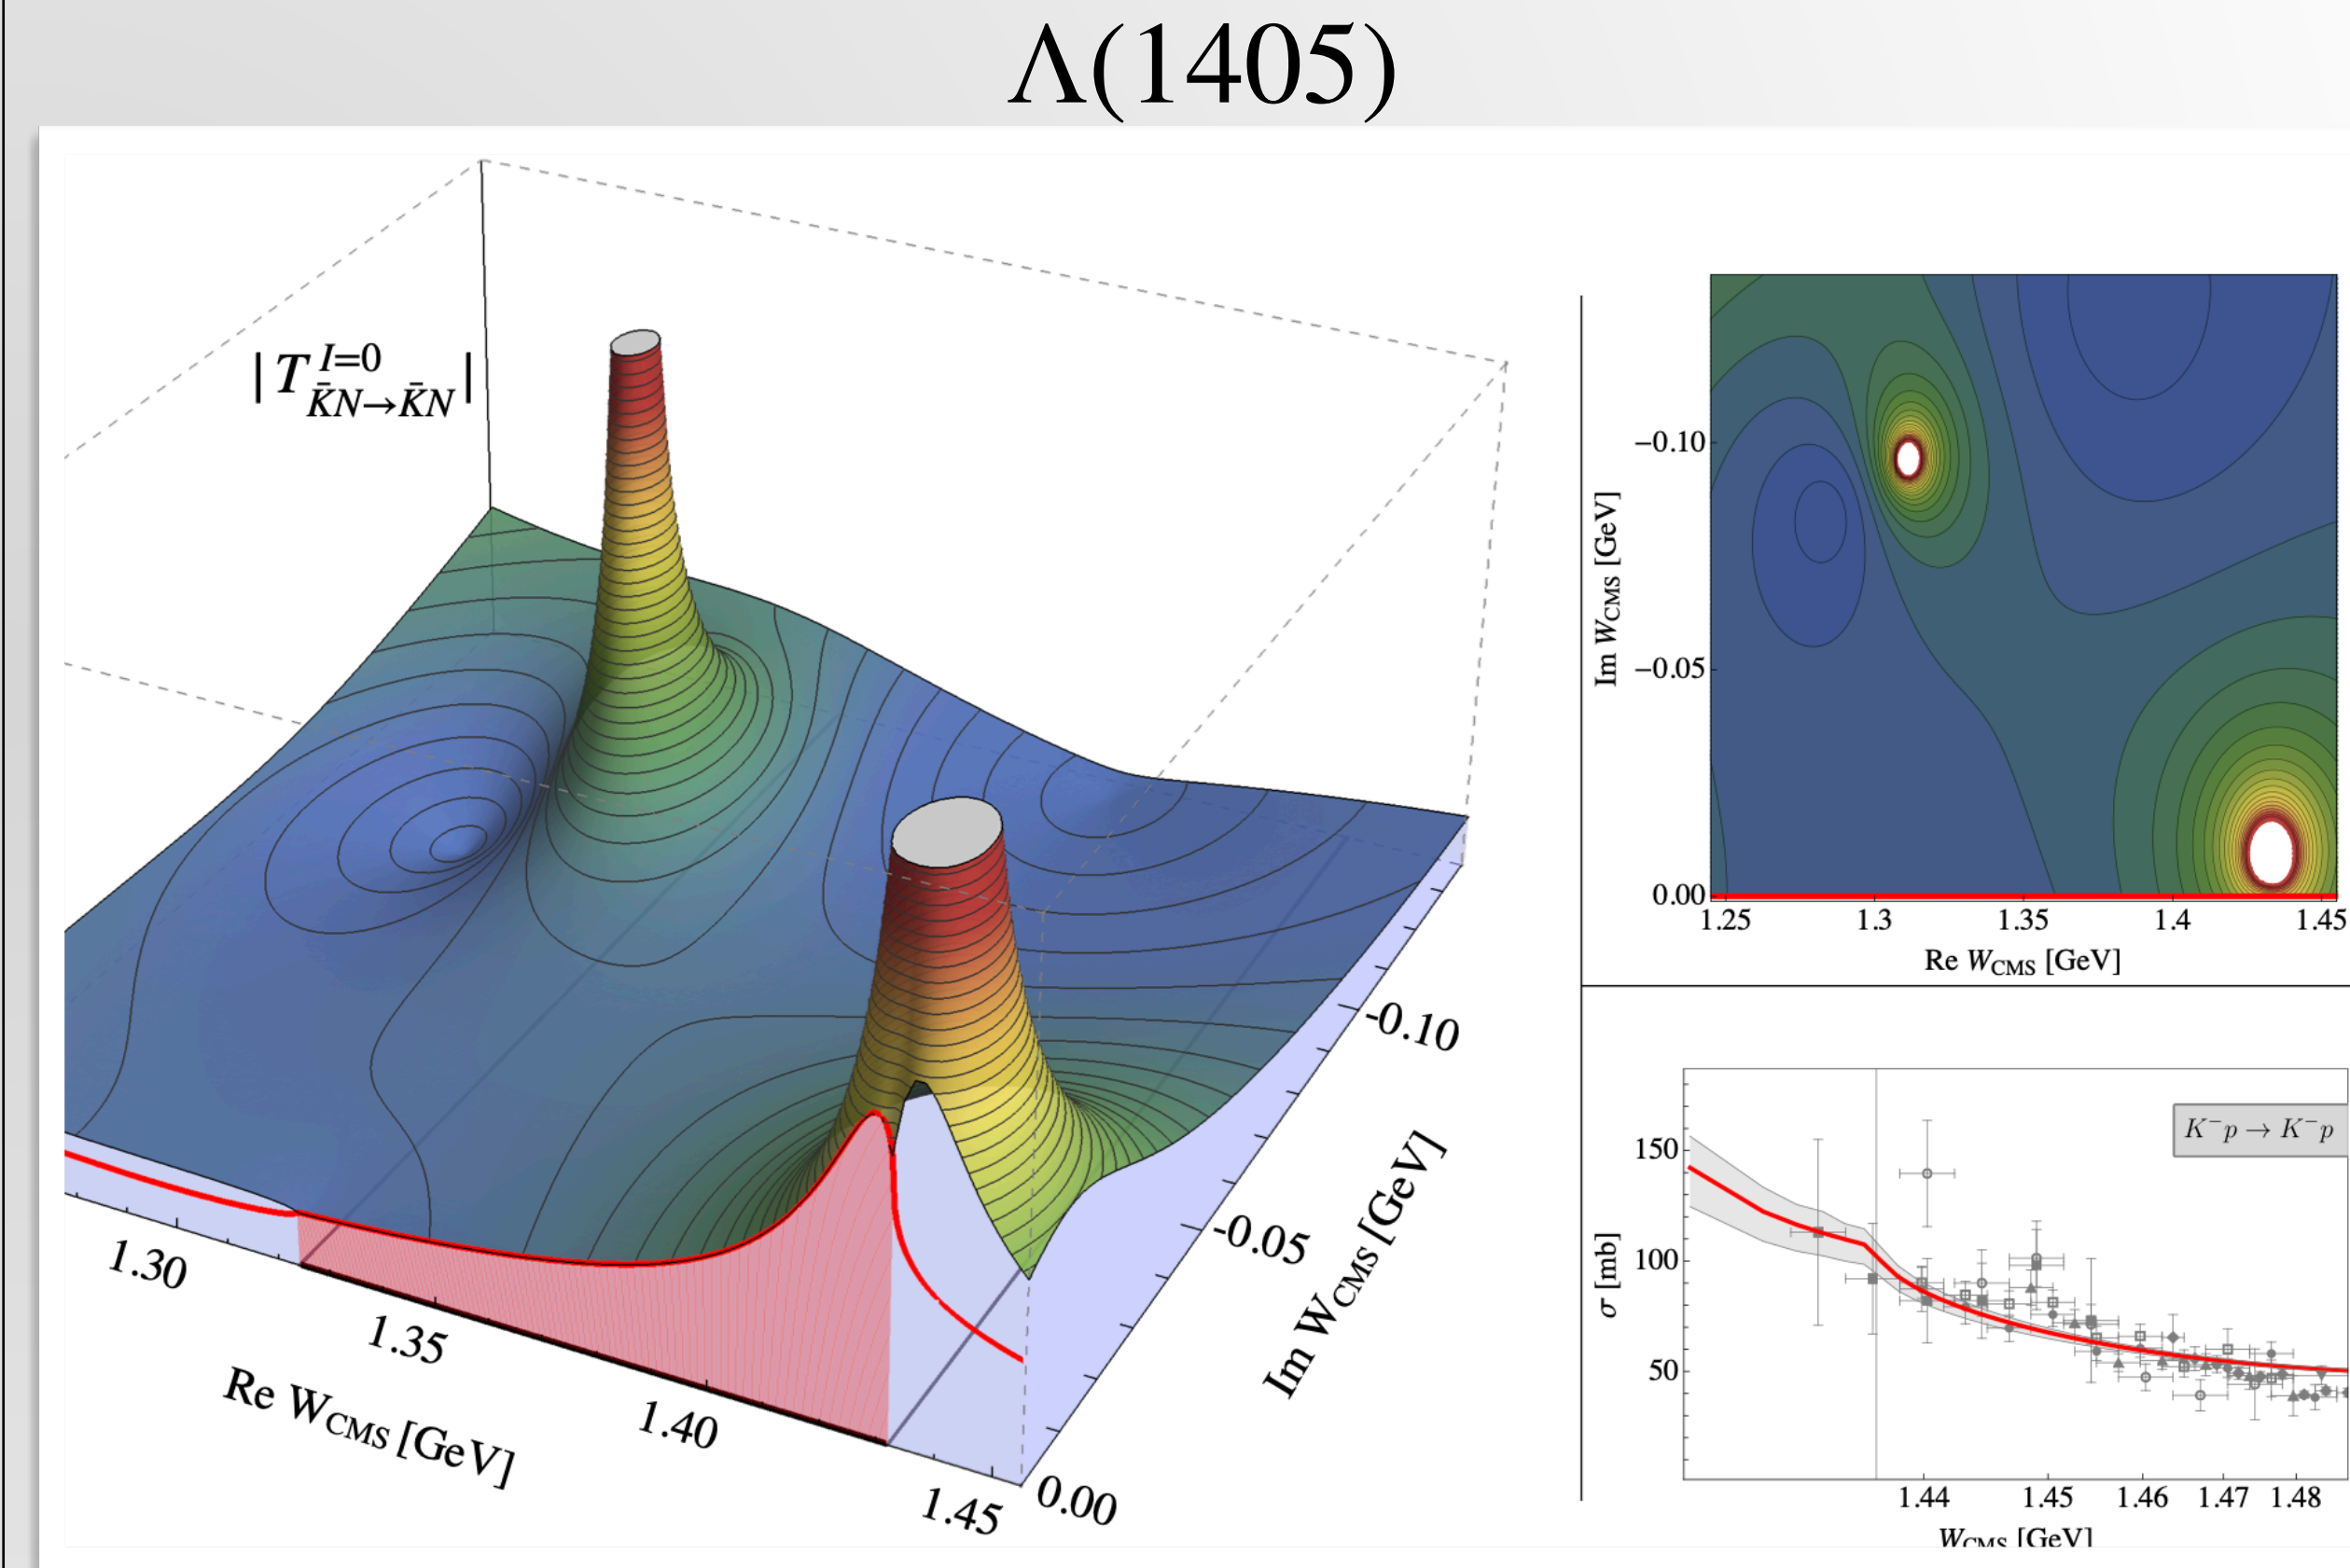 Λ(1405)
|T^{I=0}_{K̄N→K̄N}|
1.30
1.35
1.40
1.45
Re W_CMS [GeV]
0.00
-0.05
-0.10
Im W_CMS [GeV]
−0.10
−0.05
0.00
Im W_CMS [GeV]
1.25 1.3 1.35 1.4 1.45
Re W_CMS [GeV]
K⁻p → K⁻p
150
100
50
σ [mb]
1.44 1.45 1.46 1.47 1.48
W_CMS [GeV]